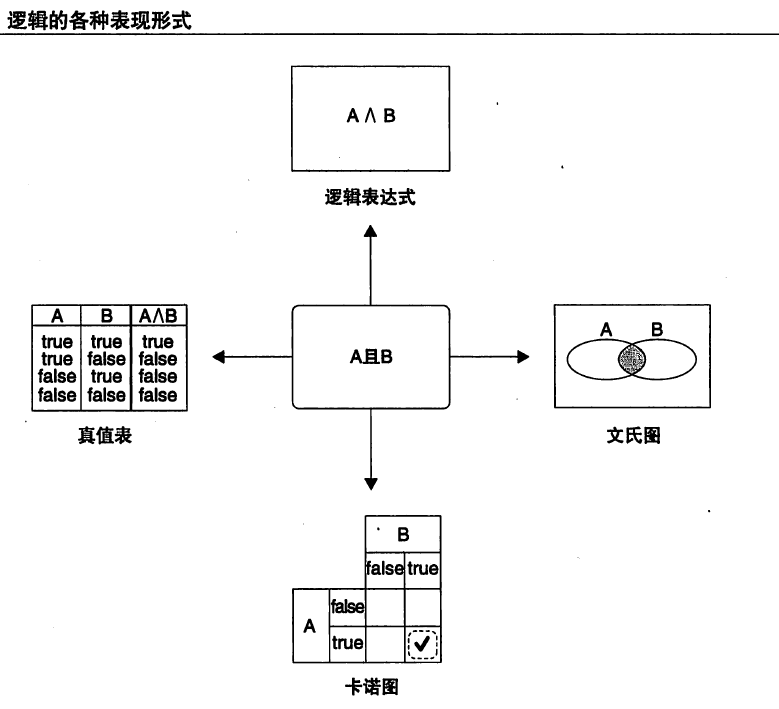 逻辑的各种表现形式
A ∧ B
逻辑表达式
A B A∧B
true true true
true false false
false true false
false false false
真值表
A且B
A B
文氏图
B
false true
A
false
true
卡诺图